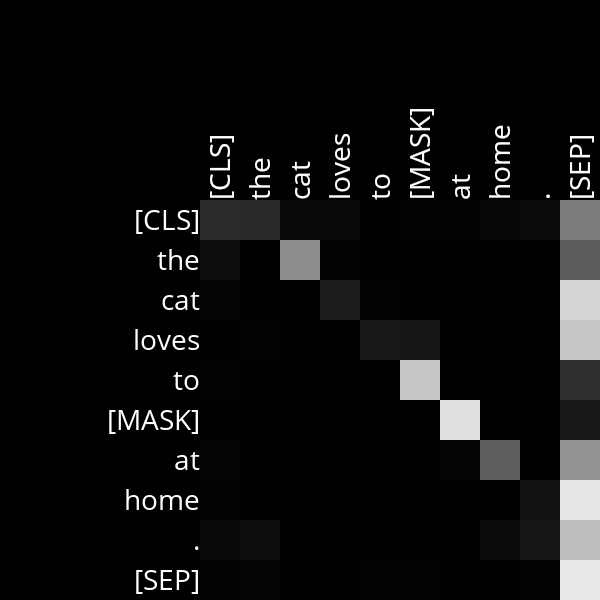 [CLS]
the
cat
loves
to
[MASK]
at
home
.
[SEP]
[CLS]
the
cat
loves
to
[MASK]
at
home
.
[SEP]